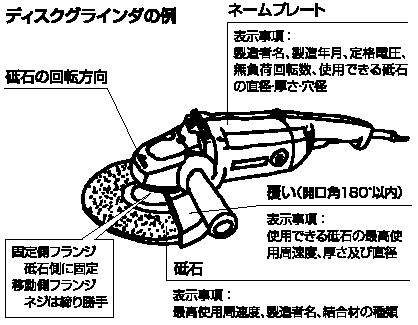 ディスクグラインダの例
ネームプレート
表示事項：
製造者名、製造年月、定格電圧、
無負荷回転数、使用できる砥石
の直径・厚さ・穴径
砥石の回転方向
覆い（開口角180°以内）
表示事項：
使用できる砥石の最高使
用周速度、厚さ及び直径
固定側フランジ
砥石側に固定
移動側フランジ
ネジは締り勝手
砥石
表示事項：
最高使用周速度、製造者名、結合材の種類